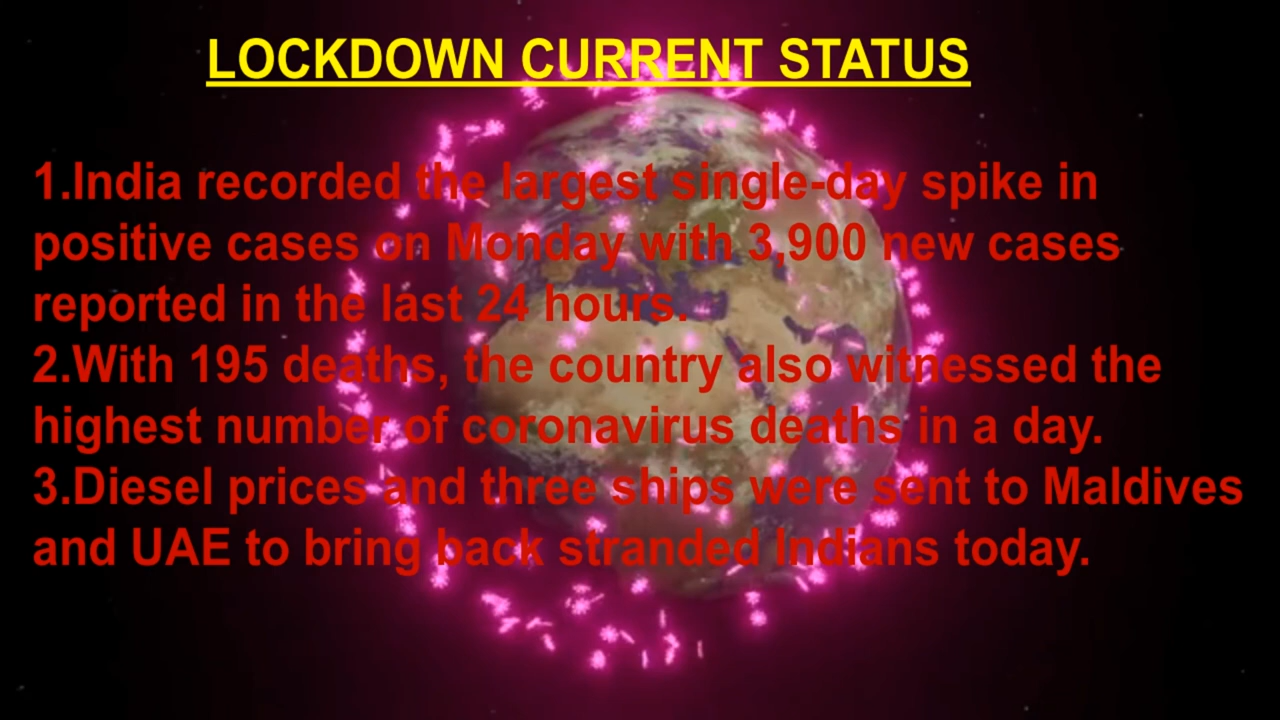 LOCKDOWN CURRENT STATUS
1.India recorded the largest single-day spike in
positive cases on Monday with 3,900 new cases
reported in the last 24 hours.
2.With 195 deaths, the country also witnessed the
highest number of coronavirus deaths in a day.
3.Diesel prices and three ships were sent to Maldives
and UAE to bring back stranded Indians today.